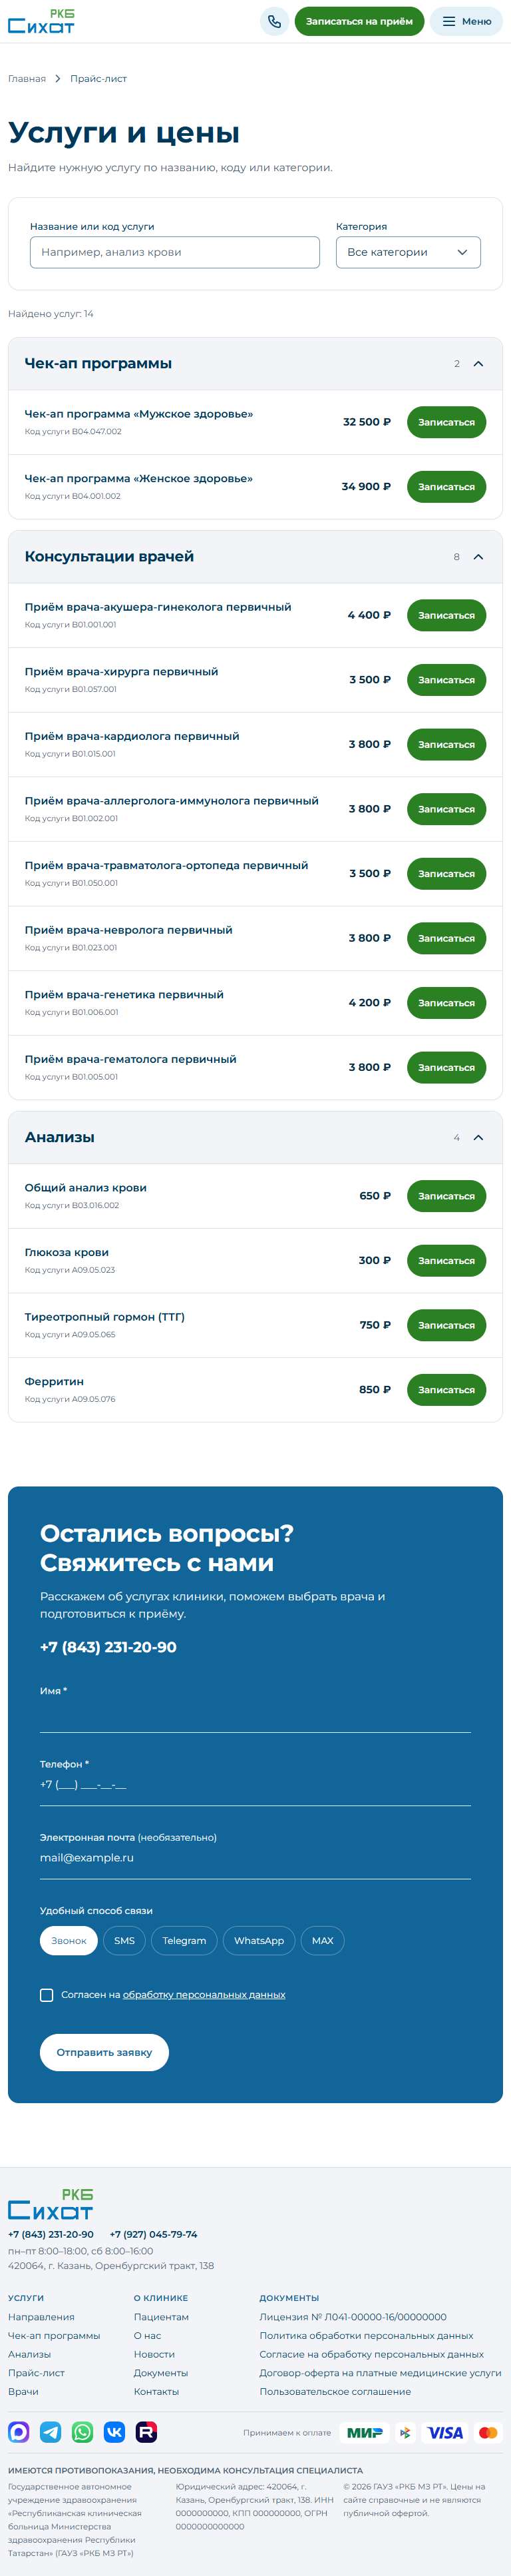 РКБ
Сихәт
Записаться на приём
Меню
Главная > Прайс-лист
Услуги и цены
Найдите нужную услугу по названию, коду или категории.
Название или код услуги
Категория
Например, анализ крови
Все категории
Найдено услуг: 14
Чек-ап программы
2
Чек-ап программа «Мужское здоровье»
Код услуги B04.047.002
32 500 ₽
Записаться
Чек-ап программа «Женское здоровье»
Код услуги B04.001.002
34 900 ₽
Записаться
Консультации врачей
8
Приём врача-акушера-гинеколога первичный
Код услуги B01.001.001
4 400 ₽
Записаться
Приём врача-хирурга первичный
Код услуги B01.057.001
3 500 ₽
Записаться
Приём врача-кардиолога первичный
Код услуги B01.015.001
3 800 ₽
Записаться
Приём врача-аллерголога-иммунолога первичный
Код услуги B01.002.001
3 800 ₽
Записаться
Приём врача-травматолога-ортопеда первичный
Код услуги B01.050.001
3 500 ₽
Записаться
Приём врача-невролога первичный
Код услуги B01.023.001
3 800 ₽
Записаться
Приём врача-генетика первичный
Код услуги B01.006.001
4 200 ₽
Записаться
Приём врача-гематолога первичный
Код услуги B01.005.001
3 800 ₽
Записаться
Анализы
4
Общий анализ крови
Код услуги B03.016.002
650 ₽
Записаться
Глюкоза крови
Код услуги A09.05.023
300 ₽
Записаться
Тиреотропный гормон (ТТГ)
Код услуги A09.05.065
750 ₽
Записаться
Ферритин
Код услуги A09.05.076
850 ₽
Записаться
Остались вопросы?
Свяжитесь с нами
Расскажем об услугах клиники, поможем выбрать врача и
подготовиться к приёму.
+7 (843) 231-20-90
Имя *
Телефон *
+7 (___) ___-__-__
Электронная почта (необязательно)
mail@example.ru
Удобный способ связи
Звонок
SMS
Telegram
WhatsApp
MAX
Согласен на обработку персональных данных
Отправить заявку
РКБ
Сихәт
+7 (843) 231-20-90
+7 (927) 045-79-74
пн–пт 8:00–18:00, сб 8:00–16:00
420064, г. Казань, Оренбургский тракт, 138
УСЛУГИ
Направления
Чек-ап программы
Анализы
Прайс-лист
Врачи
О КЛИНИКЕ
Пациентам
О нас
Новости
Документы
Контакты
ДОКУМЕНТЫ
Лицензия № Л041-00000-16/00000000
Политика обработки персональных данных
Согласие на обработку персональных данных
Договор-оферта на платные медицинские услуги
Пользовательское соглашение
Принимаем к оплате
МИР
VISA
ИМЕЮТСЯ ПРОТИВОПОКАЗАНИЯ, НЕОБХОДИМА КОНСУЛЬТАЦИЯ СПЕЦИАЛИСТА
Государственное автономное
учреждение здравоохранения
«Республиканская клиническая
больница Министерства
здравоохранения Республики
Татарстан» (ГАУЗ «РКБ МЗ РТ»)
Юридический адрес: 420064, г.
Казань, Оренбургский тракт, 138. ИНН
0000000000, КПП 000000000, ОГРН
0000000000000
© 2026 ГАУЗ «РКБ МЗ РТ». Цены на
сайте справочные и не являются
публичной офертой.